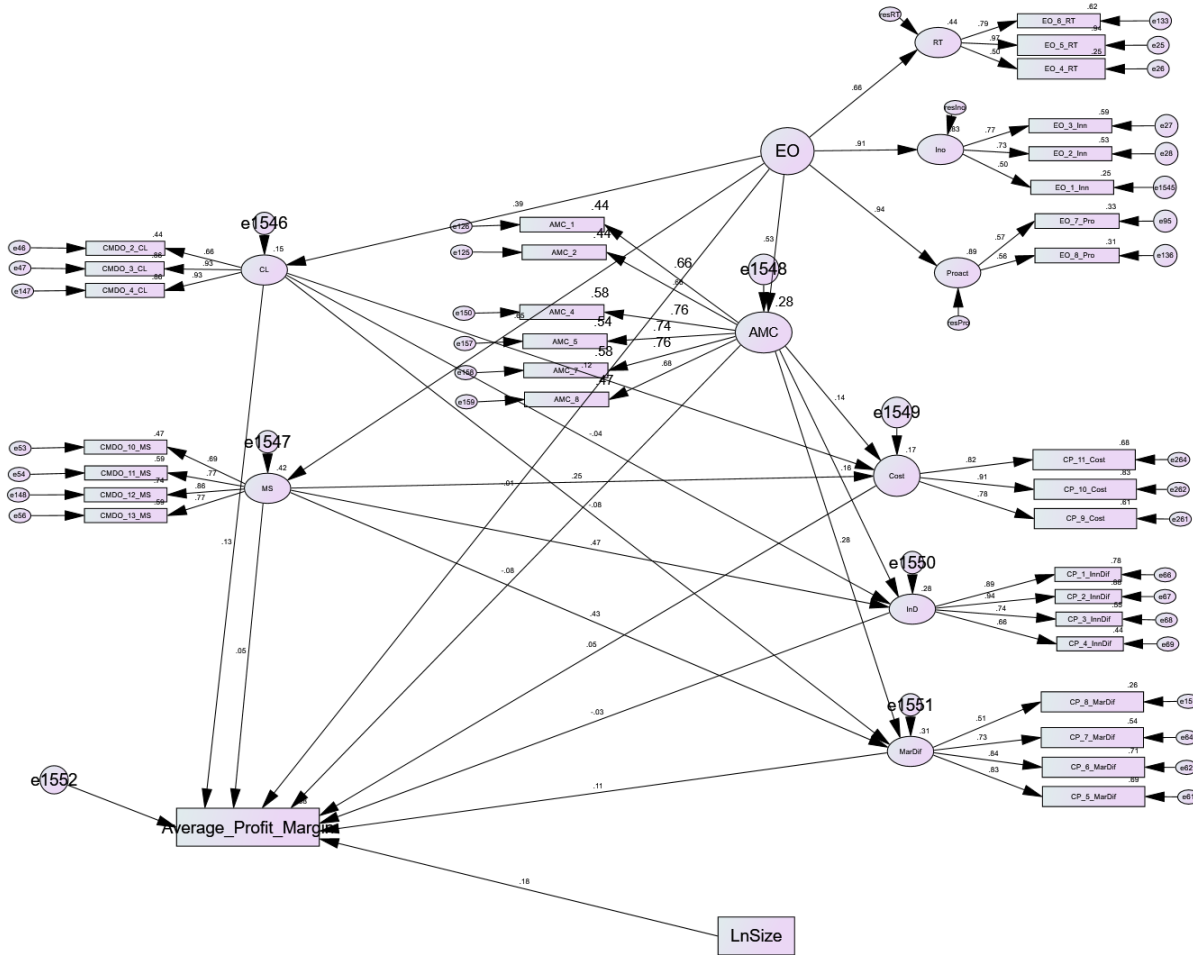 resRT
.44
RT
.79
.97
.50
.62
EO_6_RT
e133
.94
EO_5_RT
e25
.25
EO_4_RT
e26
.66
resIno
.83
Ino
.77
.73
.50
.59
EO_3_Inn
e27
.53
EO_2_Inn
e28
.25
EO_1_Inn
e1545
EO
.91
.94
.33
EO_7_Pro
e95
.57
.31
EO_8_Pro
e136
.56
.89
Proact
resPro
.39
.53
e1546
.15
CL
e46
.44
CMDO_2_CL
.66
e47
.86
CMDO_3_CL
.93
e147
.86
CMDO_4_CL
.93
e126
.44
AMC_1
e125
.44
AMC_2
.66
e1548
.28
AMC
e150
.58
AMC_4
.76
e157
.54
AMC_5
.74
e158
.58
AMC_7
.76
.12
e159
.47
AMC_8
.68
.65
.14
e1549
.17
Cost
.82
.91
.78
.68
CP_11_Cost
e264
.83
CP_10_Cost
e262
.61
CP_9_Cost
e261
e1547
.42
MS
e53
.47
CMDO_10_MS
.69
e54
.59
CMDO_11_MS
.77
e148
.74
CMDO_12_MS
.86
e56
.59
CMDO_13_MS
.77
-.04
.25
.16
.01
-.08
.13
.47
.28
-.08
.43
.05
.05
-.03
.11
e1550
.28
InD
.89
.94
.74
.66
.78
CP_1_InnDif
e66
.88
CP_2_InnDif
e67
.55
CP_3_InnDif
e68
.44
CP_4_InnDif
e69
e1551
.31
MarDif
.51
.73
.84
.83
.26
CP_8_MarDif
.54
CP_7_MarDif
e64
.71
CP_6_MarDif
e62
.69
CP_5_MarDif
e61
e1552
Average_Profit_Margin
.18
LnSize